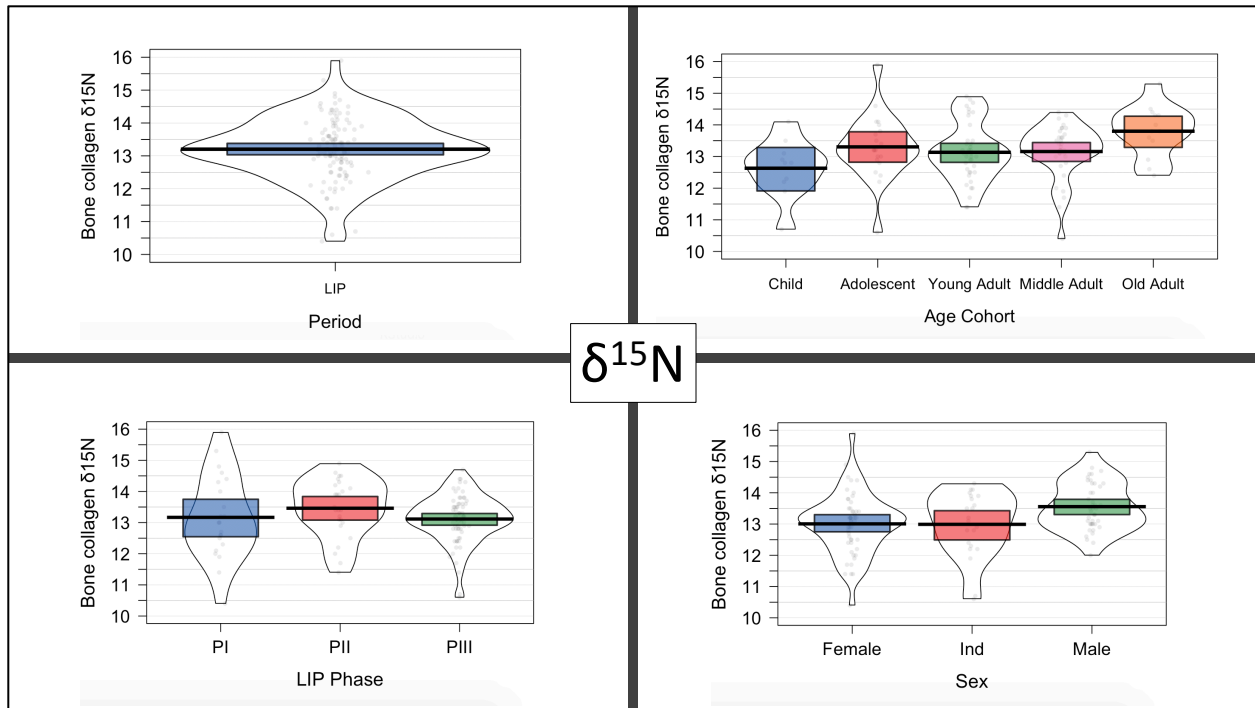 Bone collagen δ15N
16
15
14
13
12
11
10
LIP
Period
Bone collagen δ15N
16
15
14
13
12
11
10
Child Adolescent Young Adult Middle Adult Old Adult
Age Cohort
δ¹⁵N
Bone collagen δ15N
16
15
14
13
12
11
10
PI PII PIII
LIP Phase
Bone collagen δ15N
16
15
14
13
12
11
10
Female Ind Male
Sex